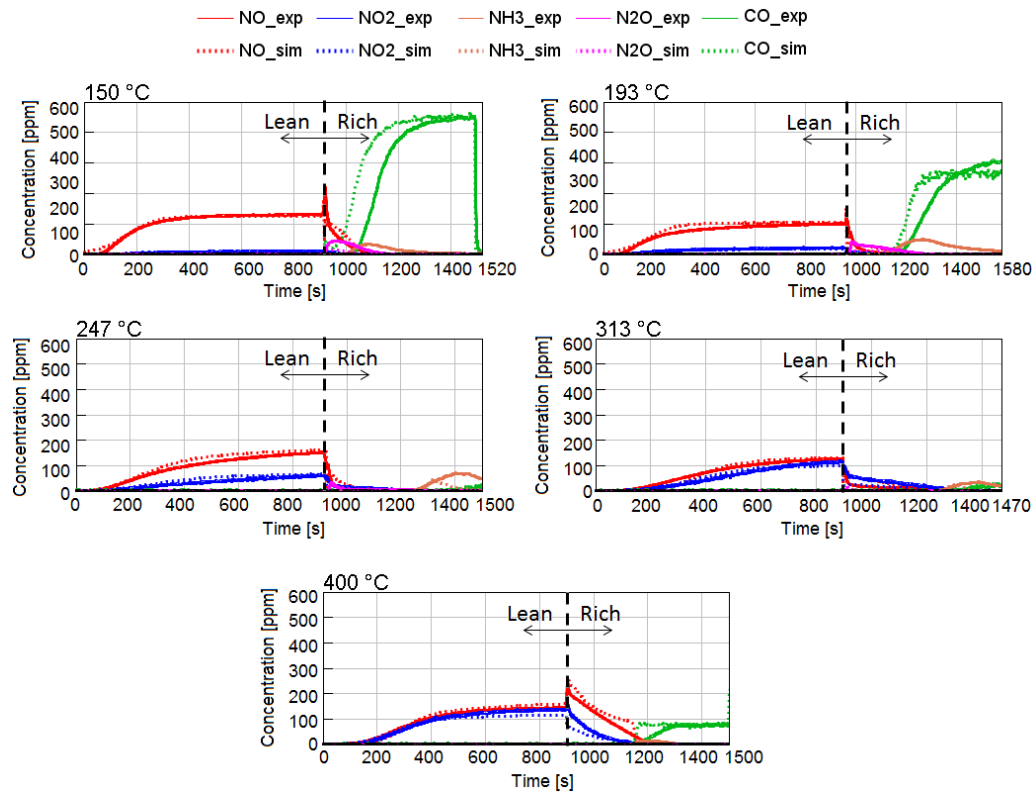 NO_exp NO2_exp NH3_exp N2O_exp CO_exp
NO_sim NO2_sim NH3_sim N2O_sim CO_sim
150 °C
Concentration [ppm]
600
500
400
300
200
100
0
Lean Rich
0 200 400 600 800 1000 1200 1400 1520
Time [s]
193 °C
Concentration [ppm]
600
500
400
300
200
100
0
Lean Rich
0 200 400 600 800 1000 1200 1400 1580
Time [s]
247 °C
Concentration [ppm]
600
500
400
300
200
100
0
Lean Rich
0 200 400 600 800 1000 1200 1500
Time [s]
313 °C
Concentration [ppm]
600
500
400
300
200
100
0
Lean Rich
0 200 400 600 800 1000 1200 1400 1470
Time [s]
400 °C
Concentration [ppm]
600
500
400
300
200
100
0
Lean Rich
0 200 400 600 800 1000 1200 1500
Time [s]